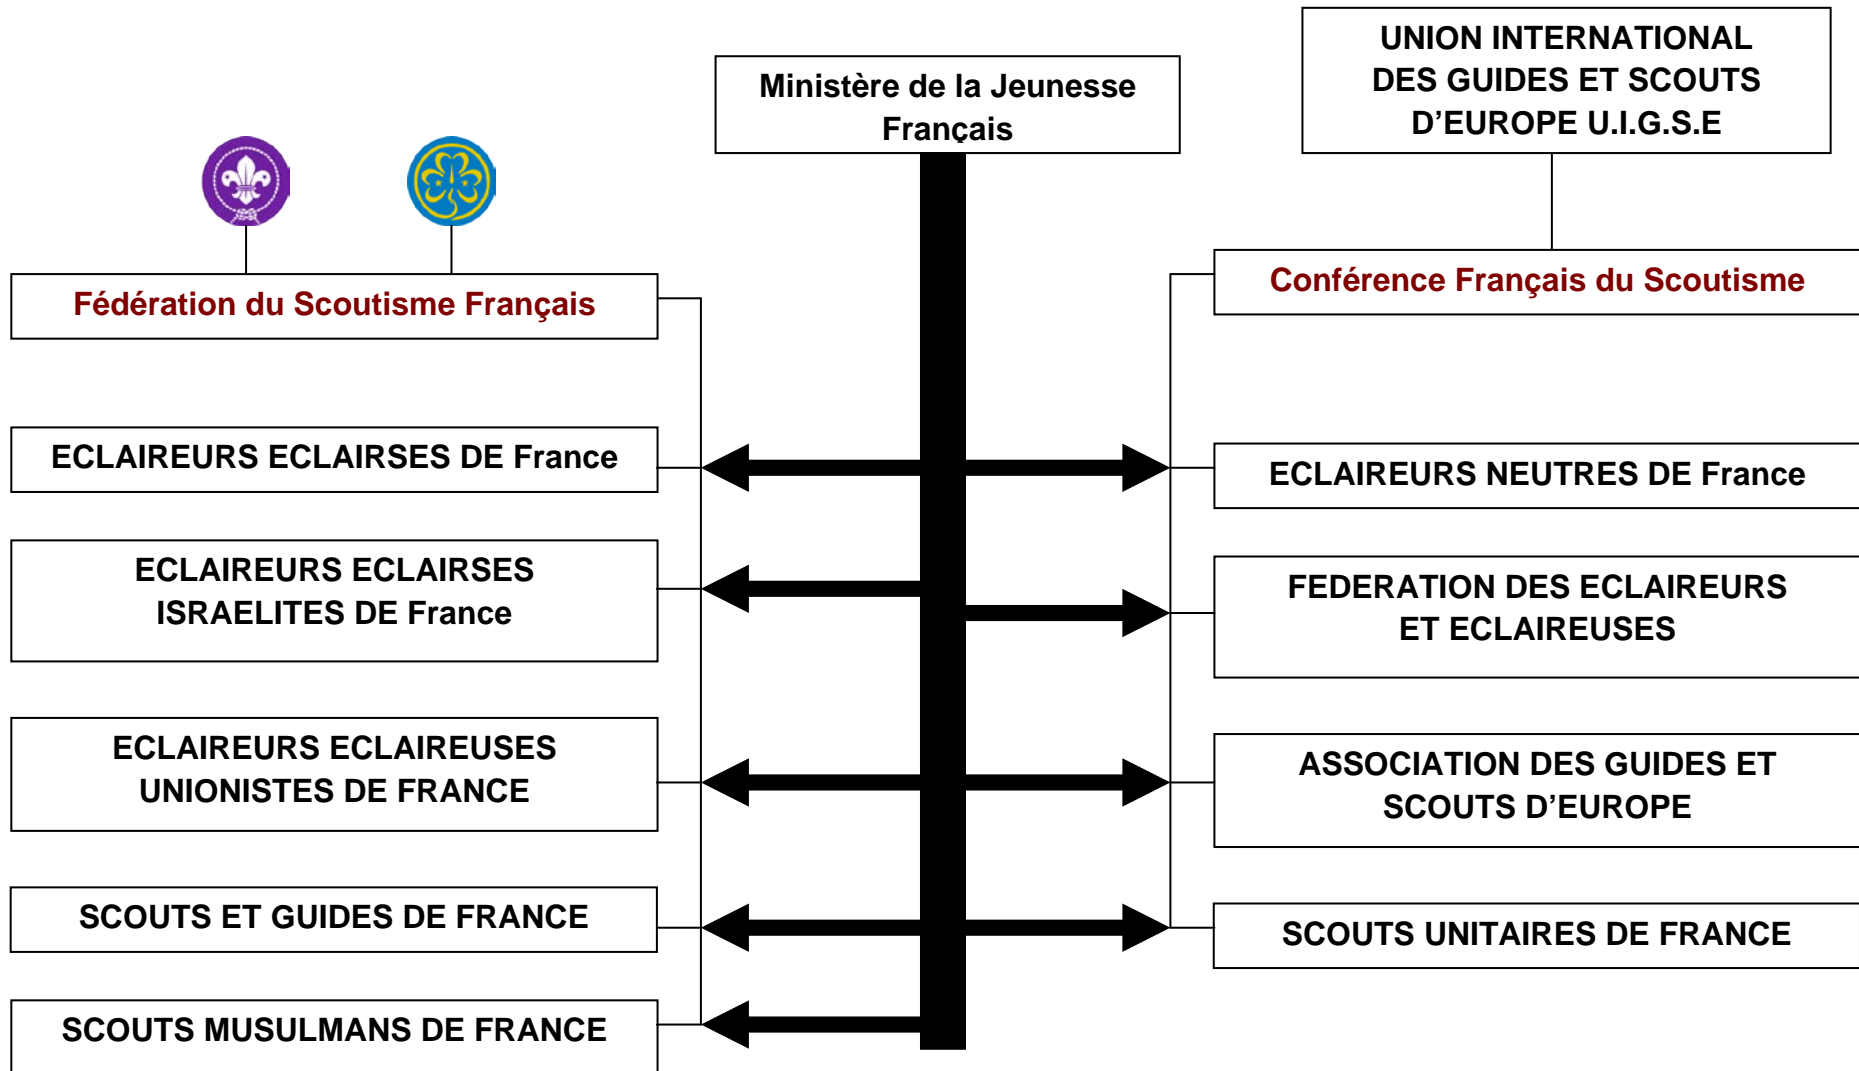 UNION INTERNATIONAL
DES GUIDES ET SCOUTS
D’EUROPE U.I.G.S.E
Ministère de la Jeunesse
Français
Fédération du Scoutisme Français
Conférence Français du Scoutisme
ECLAIREURS ECLAIRSES DE France
ECLAIREURS NEUTRES DE France
ECLAIREURS ECLAIRSES
ISRAELITES DE France
FEDERATION DES ECLAIREURS
ET ECLAIREUSES
ECLAIREURS ECLAIREUSES
UNIONISTES DE FRANCE
ASSOCIATION DES GUIDES ET
SCOUTS D’EUROPE
SCOUTS ET GUIDES DE FRANCE
SCOUTS UNITAIRES DE FRANCE
SCOUTS MUSULMANS DE FRANCE